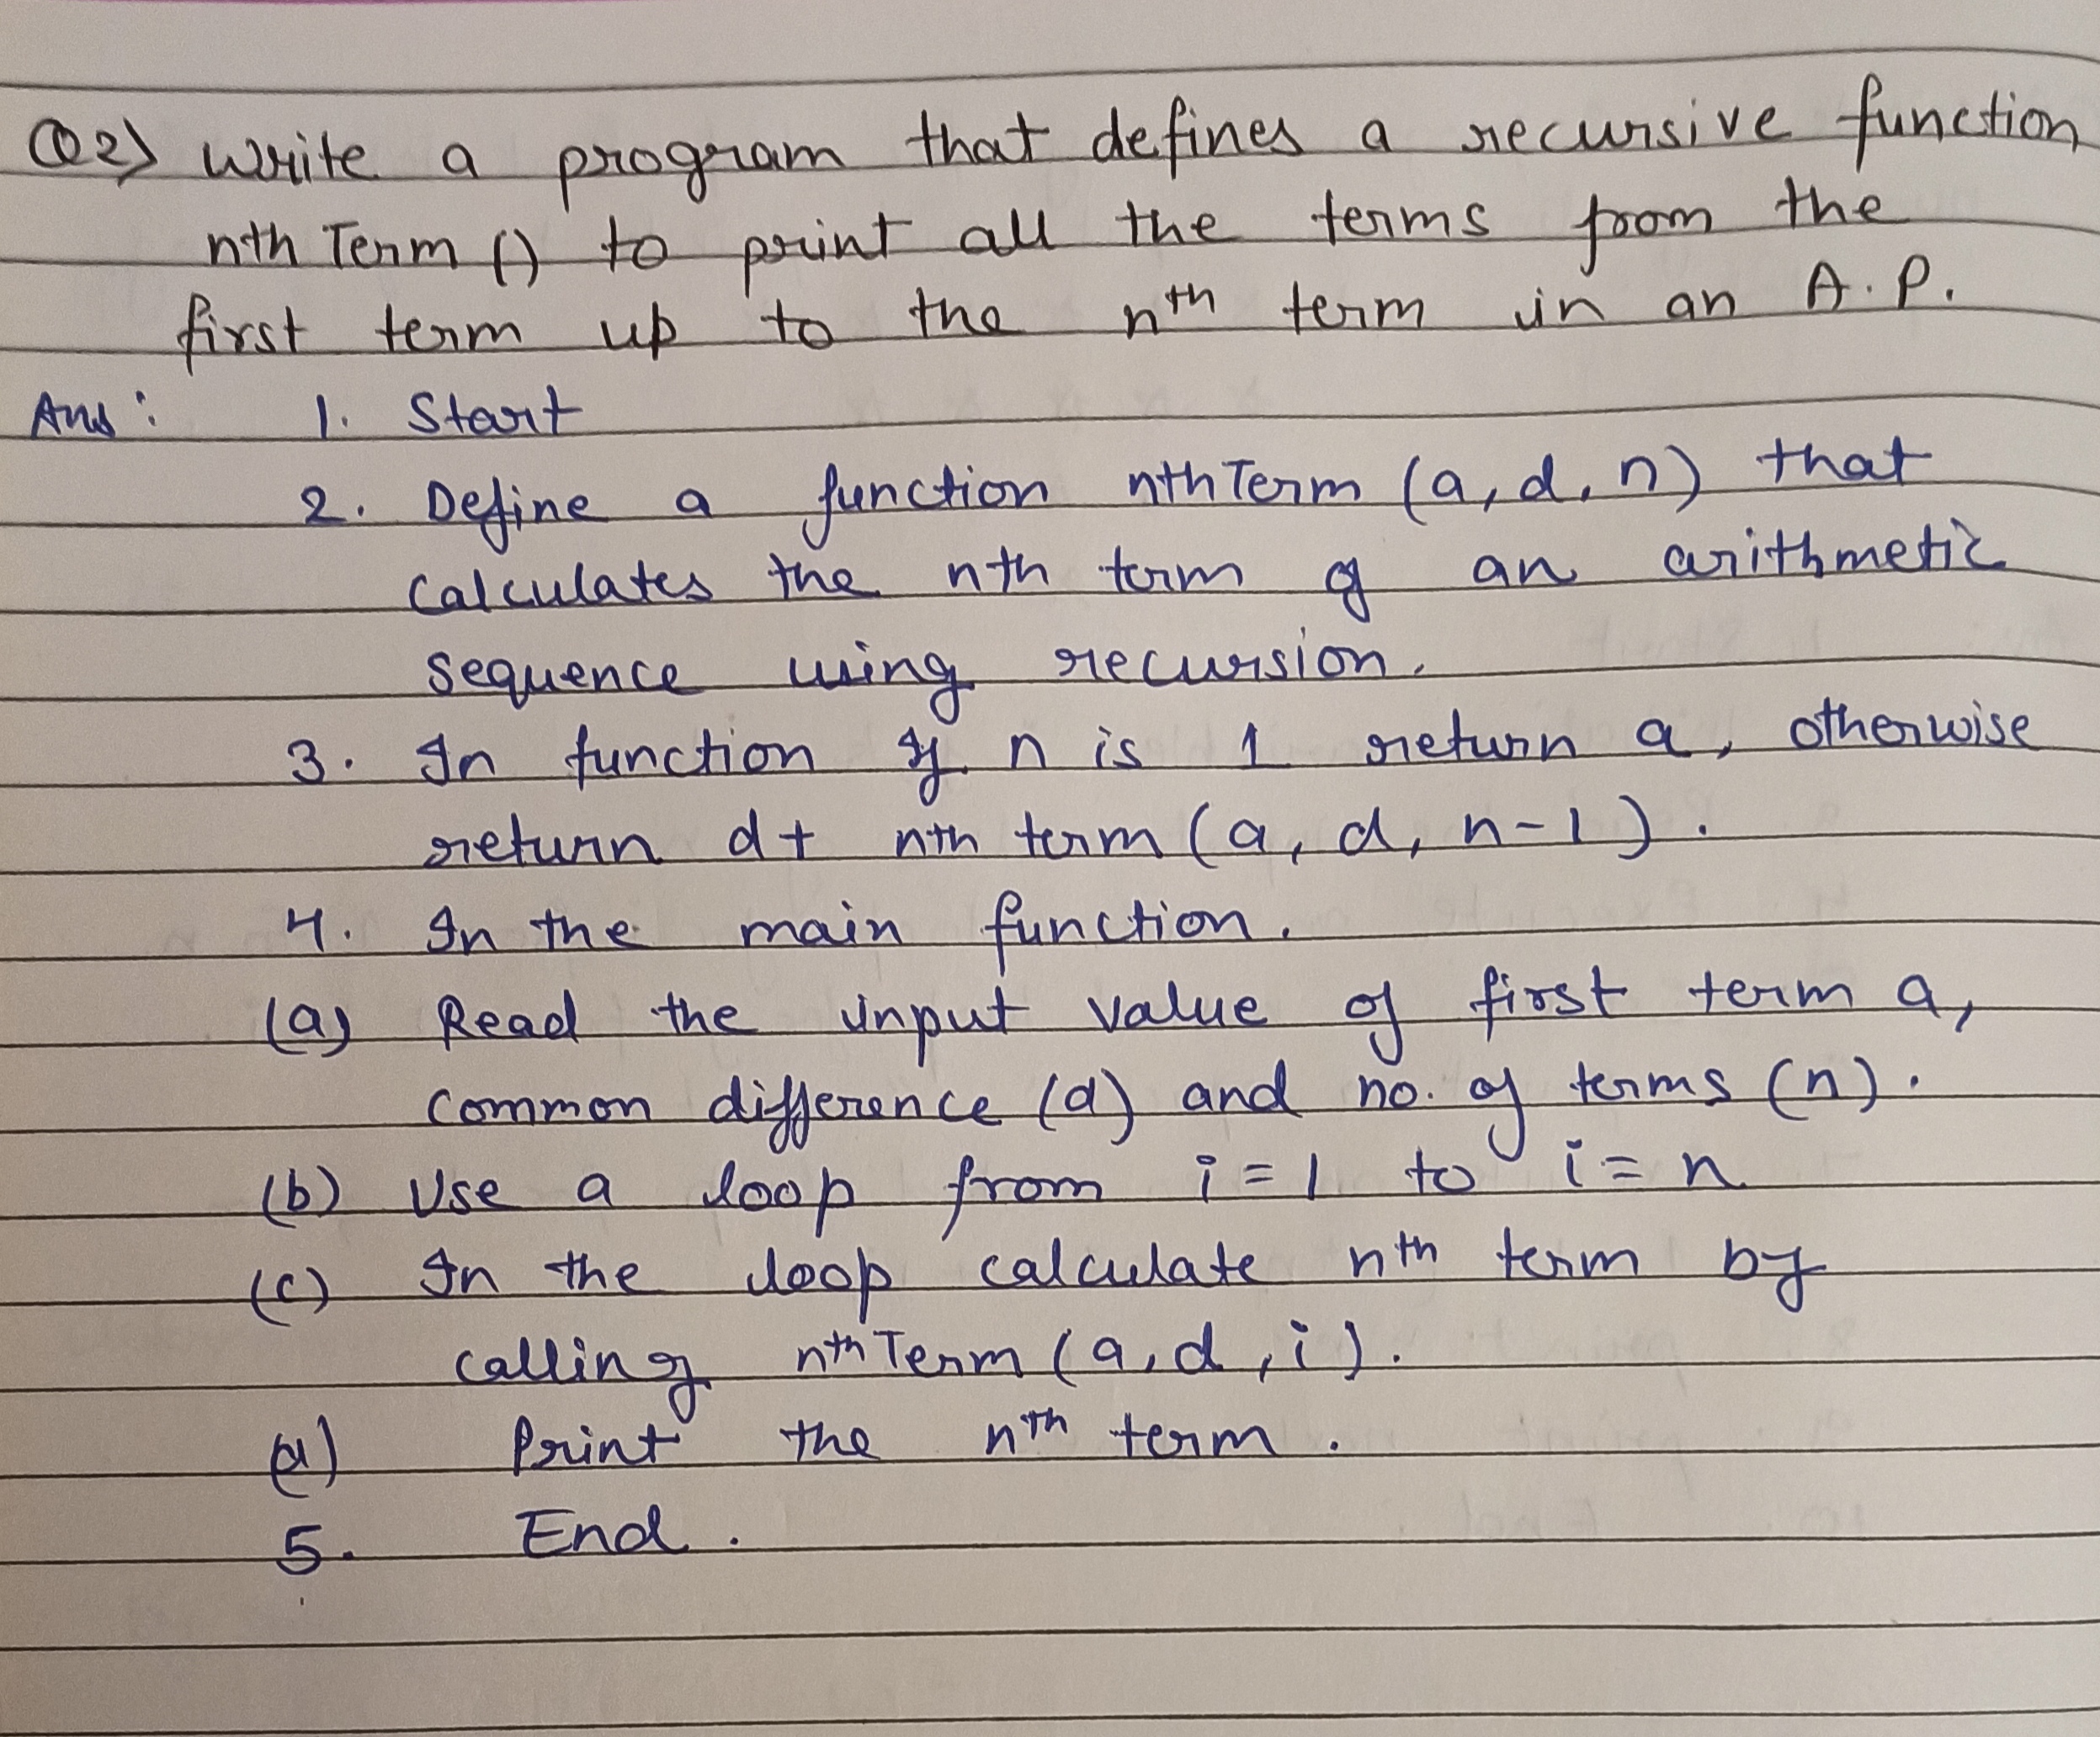 Q2) Write a program that defines a recursive function
nth Term () to print all the terms from the
first term up to the nth term in an A.P.
Ans: 1. Start
2. Define a function nthTerm (a, d, n) that
calculates the nth term of an arithmetic
sequence using recursion.
3. In function if n is 1 return a, otherwise
return d + nth term (a, d, n-1).
4. In the main function.
(a) Read the input value of first term a,
common difference (d) and no. of terms (n).
(b) Use a loop from i = 1 to i = n
(c) In the loop calculate nth term by
calling nthTerm (a, d, i).
(d) Print the nth term.
5. End.